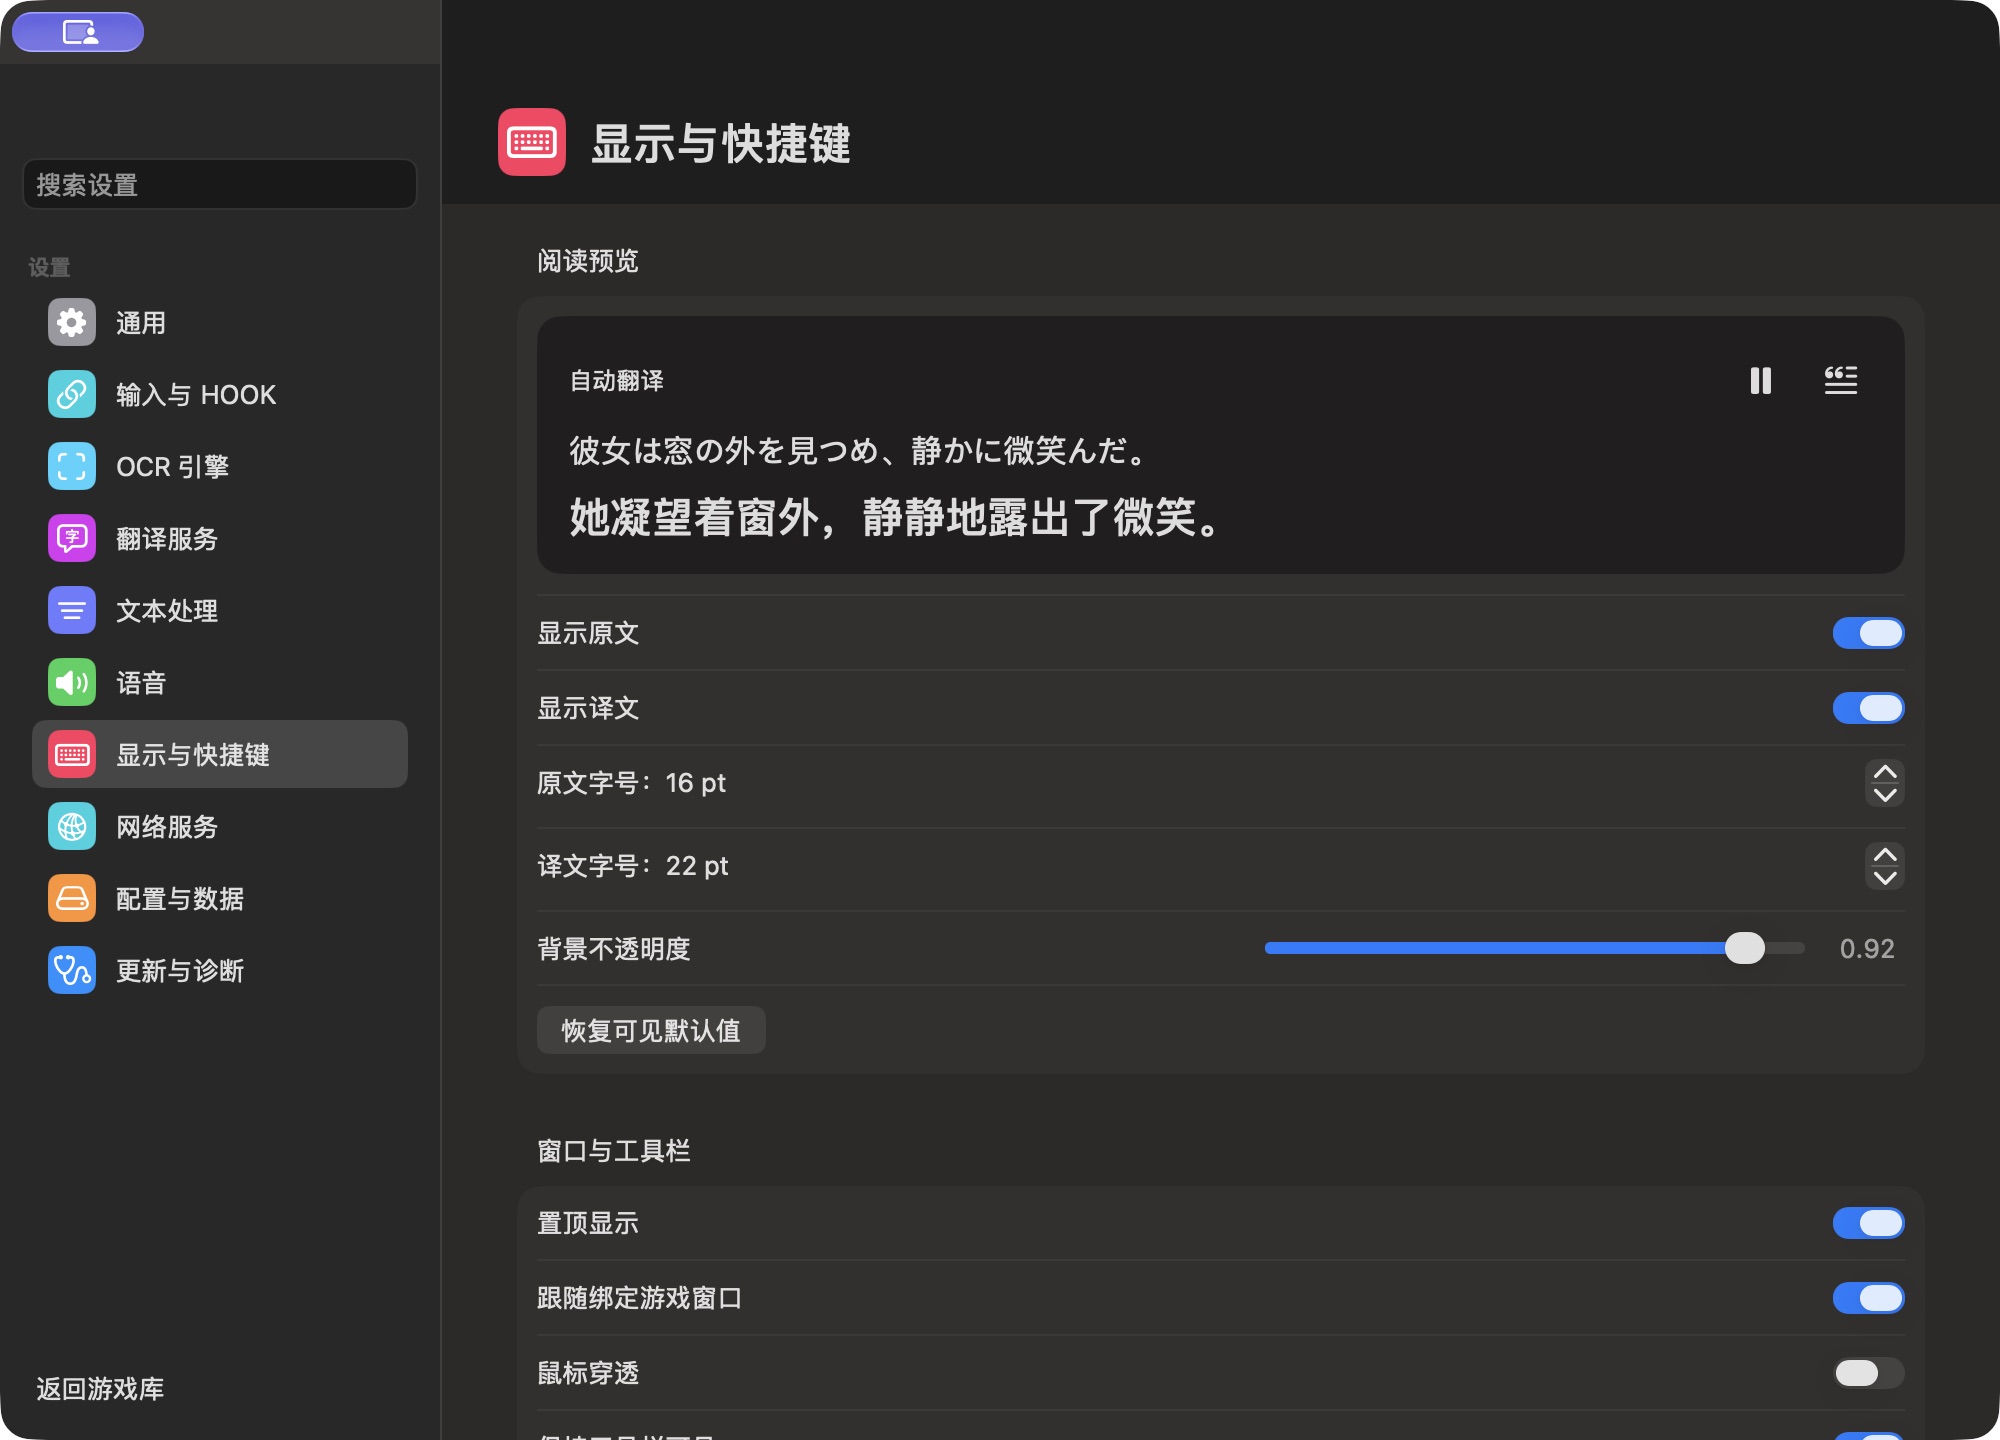 搜索设置
设置
通用
输入与 HOOK
OCR 引擎
翻译服务
文本处理
语音
显示与快捷键
网络服务
配置与数据
更新与诊断
返回游戏库
显示与快捷键
阅读预览
自动翻译
彼女は窓の外を見つめ、静かに微笑んだ。
她凝望着窗外，静静地露出了微笑。
显示原文
显示译文
原文字号：16 pt
译文字号：22 pt
背景不透明度 0.92
恢复可见默认值
窗口与工具栏
置顶显示
跟随绑定游戏窗口
鼠标穿透